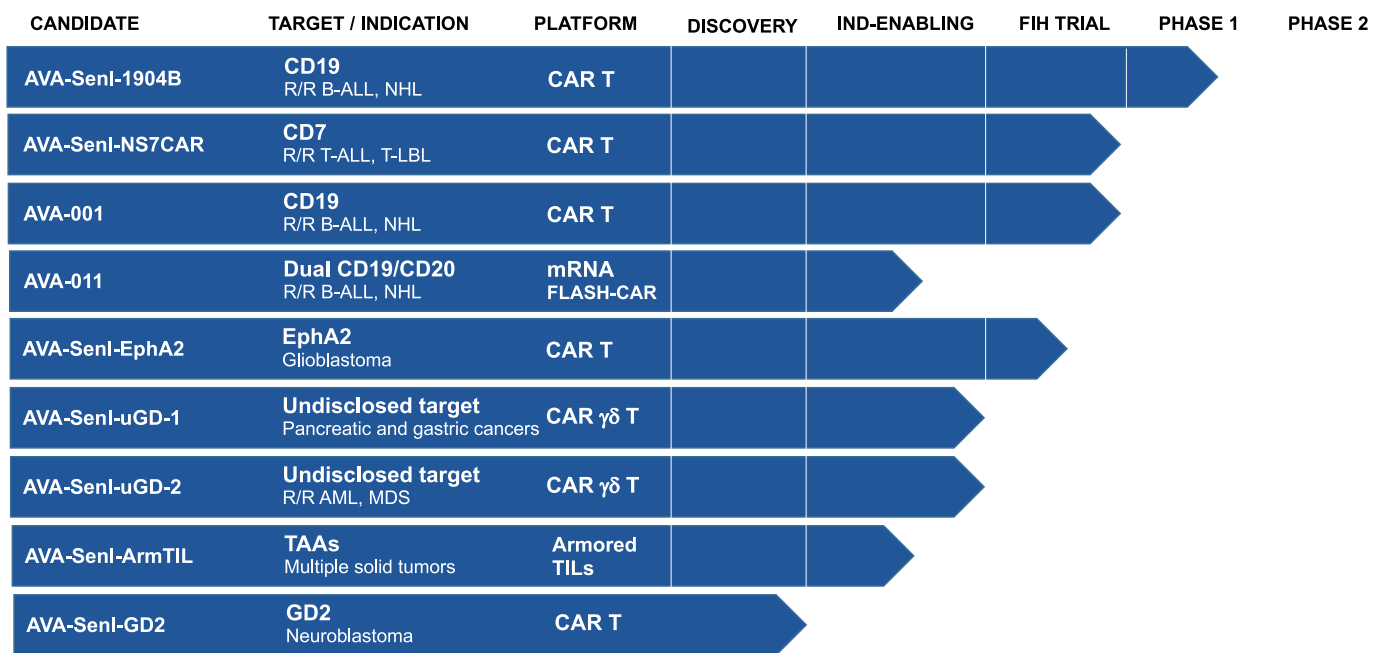 CANDIDATE TARGET / INDICATION PLATFORM DISCOVERY IND-ENABLING FIH TRIAL PHASE 1 PHASE 2
AVA-SenI-1904B CD19 CAR T
R/R B-ALL, NHL
AVA-SenI-NS7CAR CD7 CAR T
R/R T-ALL, T-LBL
AVA-001 CD19 CAR T
R/R B-ALL, NHL
AVA-011 Dual CD19/CD20 mRNA
R/R B-ALL, NHL FLASH-CAR
AVA-SenI-EphA2 EphA2 CAR T
Glioblastoma
AVA-SenI-uGD-1 Undisclosed target CAR γδ T
Pancreatic and gastric cancers
AVA-SenI-uGD-2 Undisclosed target CAR γδ T
R/R AML, MDS
AVA-SenI-ArmTIL TAAs Armored
Multiple solid tumors TILs
AVA-SenI-GD2 GD2 CAR T
Neuroblastoma